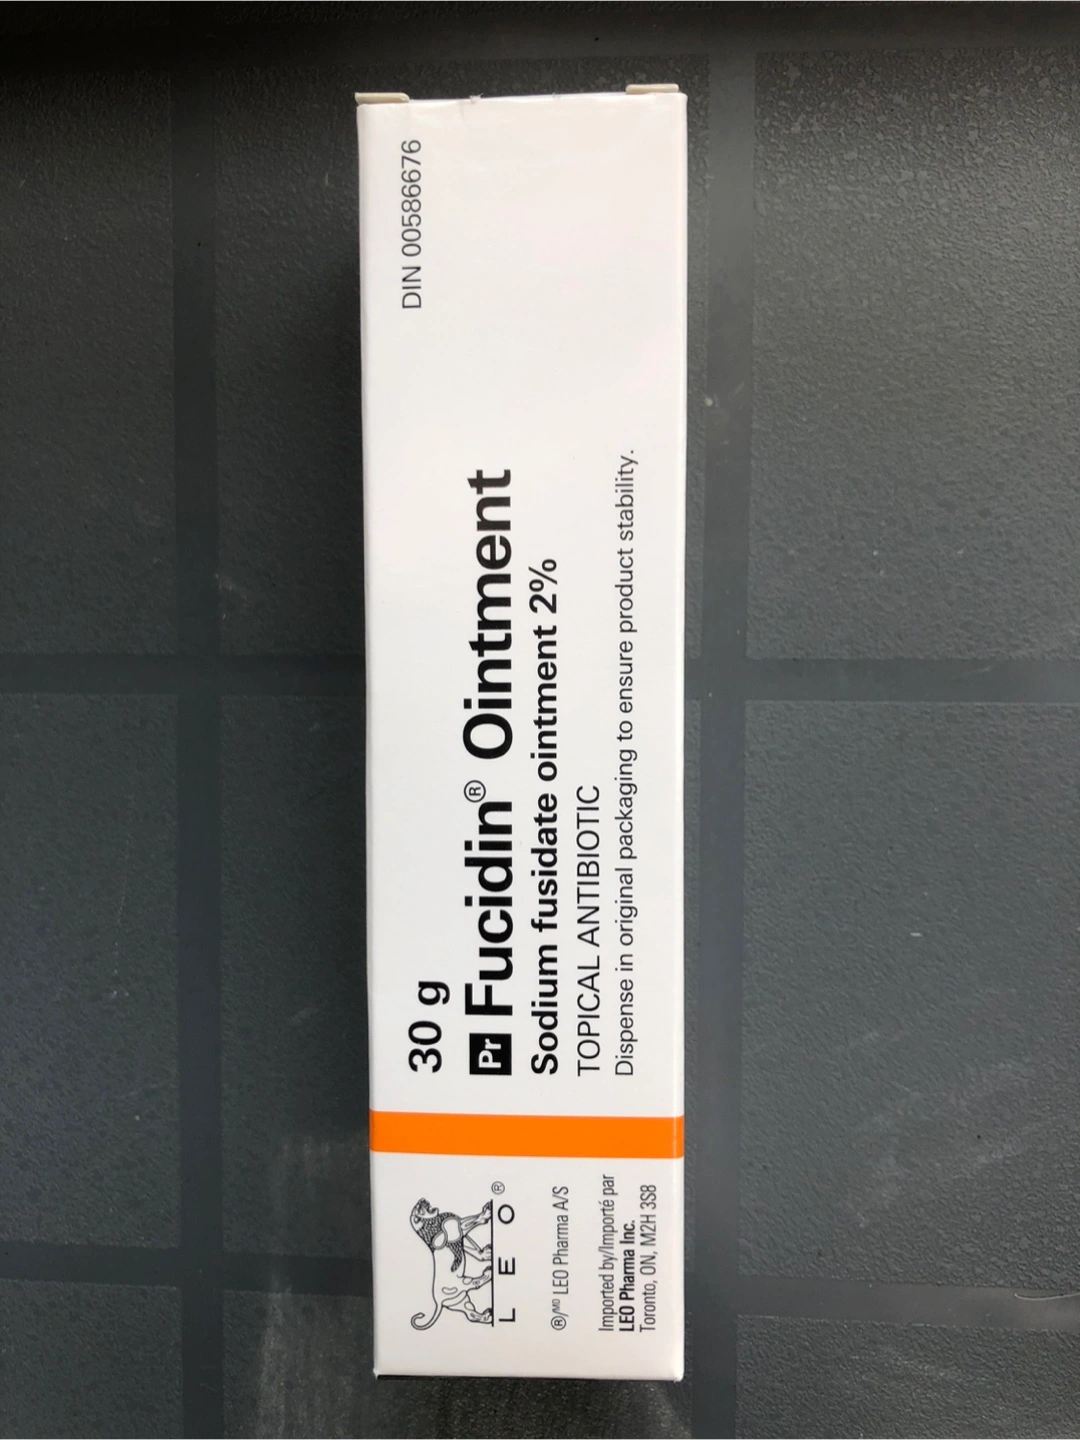 DIN 00586676
30 g
Pr Fucidin® Ointment
Sodium fusidate ointment 2%
TOPICAL ANTIBIOTIC
Dispense in original packaging to ensure product stability.
L E O®
®/MD LEO Pharma A/S
Imported by/Importé par
LEO Pharma Inc.
Toronto, ON, M2H 3S8